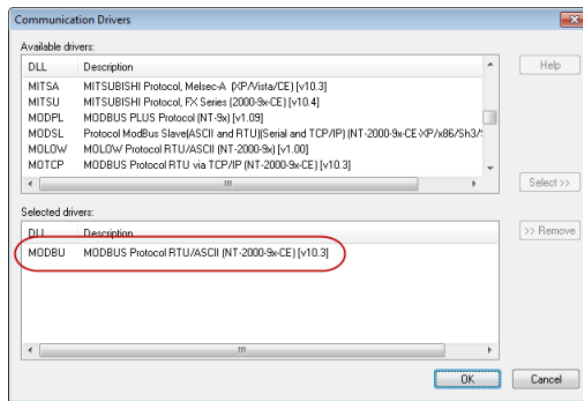 Communication Drivers
Available drivers:
DLL Description
MITSA MITSUBISHI Protocol, Melsec-A (XP/Vista/CE) [v10.3]
MITSU MITSUBISHI Protocol, FX Series (2000-9x-CE) [v10.4]
MODPL MODBUS PLUS Protocol (NT-9x) [v1.09]
MODSL Protocol ModBus Slave(ASCII and RTU)(Serial and TCP/IP) (NT-2000-9x-CE-XP/x86/Sh3/
MOLOW MOLOW Protocol RTU/ASCII (NT-2000-9x) [v1.00]
MOTCP MODBUS Protocol RTU via TCP/IP (NT-2000-9x-CE) [v10.3]
Help
Select >>
Selected drivers:
DLL Description
MODBU MODBUS Protocol RTU/ASCII (NT-2000-9x-CE) [v10.3]
>> Remove
OK Cancel